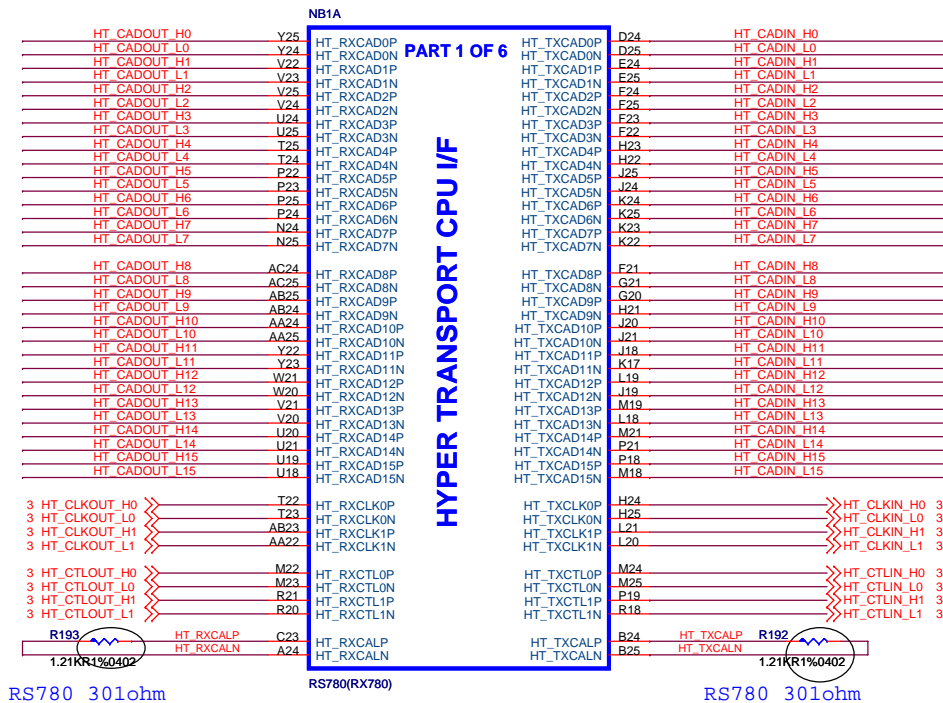 NB1A
HT_CADOUT_H0 Y25 HT_RXCAD0P PART 1 OF 6 HT_TXCAD0P D24 HT_CADIN_H0
HT_CADOUT_L0 Y24 HT_RXCAD0N HT_TXCAD0N D25 HT_CADIN_L0
HT_CADOUT_H1 V22 HT_RXCAD1P HT_TXCAD1P E24 HT_CADIN_H1
HT_CADOUT_L1 V23 HT_RXCAD1N HT_TXCAD1N E25 HT_CADIN_L1
HT_CADOUT_H2 V25 HT_RXCAD2P HT_TXCAD2P F24 HT_CADIN_H2
HT_CADOUT_L2 V24 HT_RXCAD2N HT_TXCAD2N F25 HT_CADIN_L2
HT_CADOUT_H3 U24 HT_RXCAD3P HT_TXCAD3P F23 HT_CADIN_H3
HT_CADOUT_L3 U25 HT_RXCAD3N HT_TXCAD3N F22 HT_CADIN_L3
HT_CADOUT_H4 T25 HT_RXCAD4P HT_TXCAD4P H23 HT_CADIN_H4
HT_CADOUT_L4 T24 HT_RXCAD4N HT_TXCAD4N H22 HT_CADIN_L4
HT_CADOUT_H5 P22 HT_RXCAD5P HT_TXCAD5P J25 HT_CADIN_H5
HT_CADOUT_L5 P23 HT_RXCAD5N HT_TXCAD5N J24 HT_CADIN_L5
HT_CADOUT_H6 P25 HT_RXCAD6P HT_TXCAD6P K24 HT_CADIN_H6
HT_CADOUT_L6 P24 HT_RXCAD6N HT_TXCAD6N K25 HT_CADIN_L6
HT_CADOUT_H7 N24 HT_RXCAD7P HT_TXCAD7P K23 HT_CADIN_H7
HT_CADOUT_L7 N25 HT_RXCAD7N HT_TXCAD7N K22 HT_CADIN_L7
HT_CADOUT_H8 AC24 HT_RXCAD8P HT_TXCAD8P F21 HT_CADIN_H8
HT_CADOUT_L8 AC25 HT_RXCAD8N HT_TXCAD8N G21 HT_CADIN_L8
HT_CADOUT_H9 AB25 HT_RXCAD9P HT_TXCAD9P G20 HT_CADIN_H9
HT_CADOUT_L9 AB24 HT_RXCAD9N HT_TXCAD9N H21 HT_CADIN_L9
HT_CADOUT_H10 AA24 HT_RXCAD10P HT_TXCAD10P J20 HT_CADIN_H10
HT_CADOUT_L10 AA25 HT_RXCAD10N HT_TXCAD10N J21 HT_CADIN_L10
HT_CADOUT_H11 Y22 HT_RXCAD11P HT_TXCAD11P J18 HT_CADIN_H11
HT_CADOUT_L11 Y23 HT_RXCAD11N HT_TXCAD11N K17 HT_CADIN_L11
HT_CADOUT_H12 W21 HT_RXCAD12P HT_TXCAD12P L19 HT_CADIN_H12
HT_CADOUT_L12 W20 HT_RXCAD12N HT_TXCAD12N J19 HT_CADIN_L12
HT_CADOUT_H13 V21 HT_RXCAD13P HT_TXCAD13P M19 HT_CADIN_H13
HT_CADOUT_L13 V20 HT_RXCAD13N HT_TXCAD13N L18 HT_CADIN_L13
HT_CADOUT_H14 U20 HT_RXCAD14P HT_TXCAD14P M21 HT_CADIN_H14
HT_CADOUT_L14 U21 HT_RXCAD14N HT_TXCAD14N P21 HT_CADIN_L14
HT_CADOUT_H15 U19 HT_RXCAD15P HT_TXCAD15P P18 HT_CADIN_H15
HT_CADOUT_L15 U18 HT_RXCAD15N HT_TXCAD15N M18 HT_CADIN_L15
HYPER TRANSPORT CPU I/F
3 HT_CLKOUT_H0 T22 HT_RXCLK0P HT_TXCLK0P H24 HT_CLKIN_H0 3
3 HT_CLKOUT_L0 T23 HT_RXCLK0N HT_TXCLK0N H25 HT_CLKIN_L0 3
3 HT_CLKOUT_H1 AB23 HT_RXCLK1P HT_TXCLK1P L21 HT_CLKIN_H1 3
3 HT_CLKOUT_L1 AA22 HT_RXCLK1N HT_TXCLK1N L20 HT_CLKIN_L1 3
3 HT_CTLOUT_H0 M22 HT_RXCTL0P HT_TXCTL0P M24 HT_CTLIN_H0 3
3 HT_CTLOUT_L0 M23 HT_RXCTL0N HT_TXCTL0N M25 HT_CTLIN_L0 3
3 HT_CTLOUT_H1 R21 HT_RXCTL1P HT_TXCTL1P P19 HT_CTLIN_H1 3
3 HT_CTLOUT_L1 R20 HT_RXCTL1N HT_TXCTL1N R18 HT_CTLIN_L1 3
R193 HT_RXCALP C23 HT_RXCALP HT_TXCALP B24 HT_TXCALP R192
1.21KR1%0402 HT_RXCALN A24 HT_RXCALN HT_TXCALN B25 HT_TXCALN 1.21KR1%0402
RS780(RX780)
RS780 301ohm RS780 301ohm